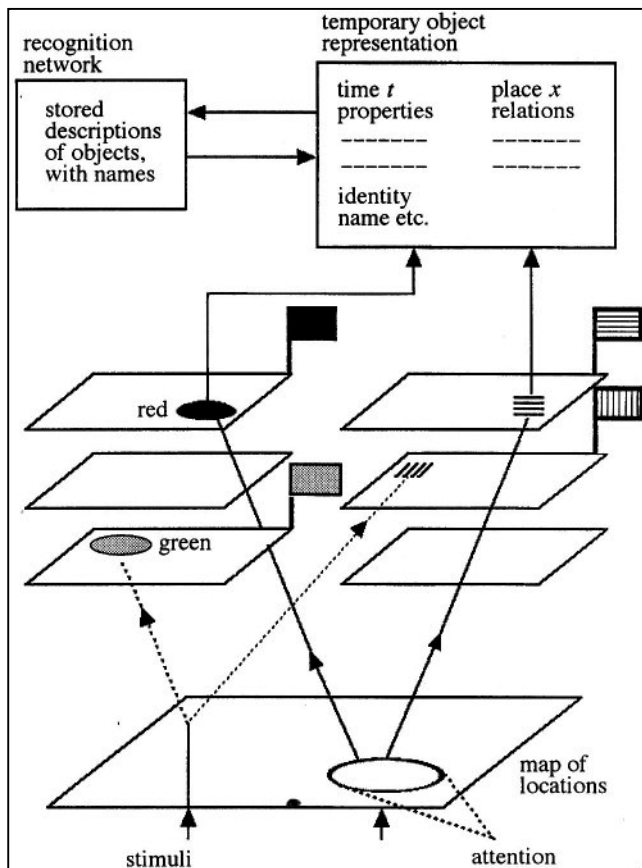 temporary object
representation
recognition
network
stored
descriptions
of objects,
with names
time t
properties
place x
relations
identity
name etc.
red
green
map of
locations
stimuli
attention